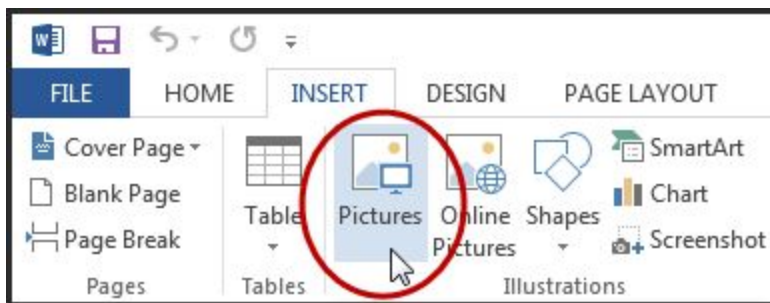 FILE HOME INSERT DESIGN PAGE LAYOUT
Cover Page
Blank Page
Page Break
Pages
Table
Tables
Pictures
Online
Pictures
Shapes
SmartArt
Chart
Screenshot
Illustrations